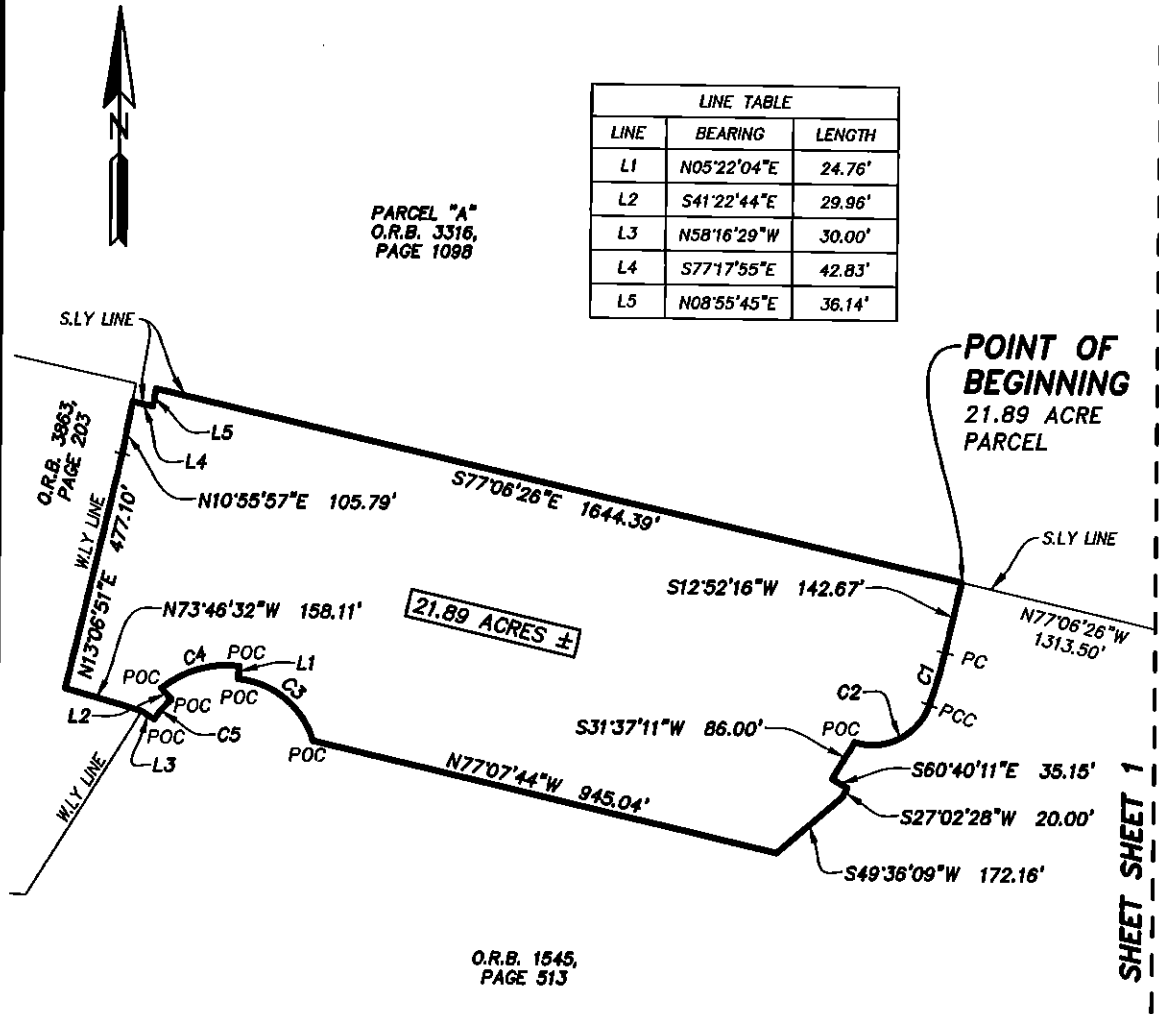 N
LINE TABLE
LINE BEARING LENGTH
L1 N05°22'04"E 24.76'
L2 S41°22'44"E 29.96'
L3 N58°16'29"W 30.00'
L4 S77°17'55"E 42.83'
L5 N08°55'45"E 36.14'
PARCEL "A"
O.R.B. 3316,
PAGE 1098
S.LY LINE
POINT OF
BEGINNING
21.89 ACRE
PARCEL
O.R.B. 3863,
PAGE 203
L5
L4
N10°55'57"E 105.79'
S77°06'26"E 1644.39'
S.LY LINE
N77°06'26"W
1313.50'
W.LY LINE
N13°06'51"E 477.10'
S12°52'16"W 142.67'
N73°46'32"W 158.11'
21.89 ACRES ±
PC
C1
PCC
C2
C4
POC
L1
POC
POC
C3
L2
POC
C5
POC
L3
POC
S31°37'11"W 86.00'
POC
S60°40'11"E 35.15'
S27°02'28"W 20.00'
N77°07'44"W 945.04'
S49°36'09"W 172.16'
W.LY LINE
O.R.B. 1545,
PAGE 513
SHEET SHEET 1